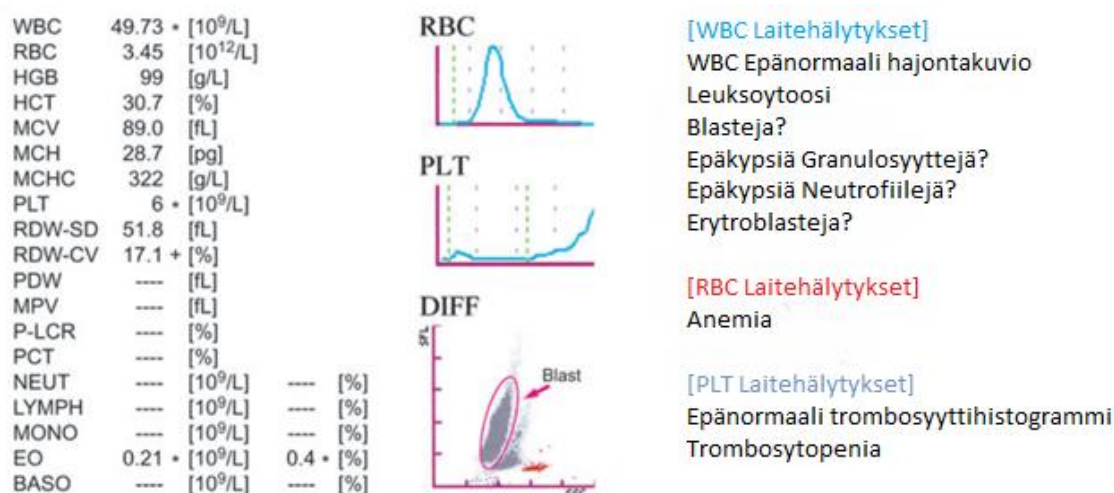 WBC 49.73 * [10⁹/L]
RBC 3.45 [10¹²/L]
HGB 99 [g/L]
HCT 30.7 [%]
MCV 89.0 [fL]
MCH 28.7 [pg]
MCHC 322 [g/L]
PLT 6 * [10⁹/L]
RDW-SD 51.8 [fL]
RDW-CV 17.1 + [%]
PDW ---- [fL]
MPV ---- [fL]
P-LCR ---- [%]
PCT ---- [%]
NEUT ---- [10⁹/L] ---- [%]
LYMPH ---- [10⁹/L] ---- [%]
MONO ---- [10⁹/L] ---- [%]
EO 0.21 * [10⁹/L] 0.4 * [%]
BASO ---- [10⁹/L] ---- [%]
RBC
PLT
DIFF
Blast
[WBC Laitehälytykset]
WBC Epänormaali hajontakuvio
Leuksoytoosi
Blasteja?
Epäkypsiä Granulosyyttejä?
Epäkypsiä Neutrofiilejä?
Erytroblasteja?
[RBC Laitehälytykset]
Anemia
[PLT Laitehälytykset]
Epänormaali trombosyyttihistogrammi
Trombosytopenia